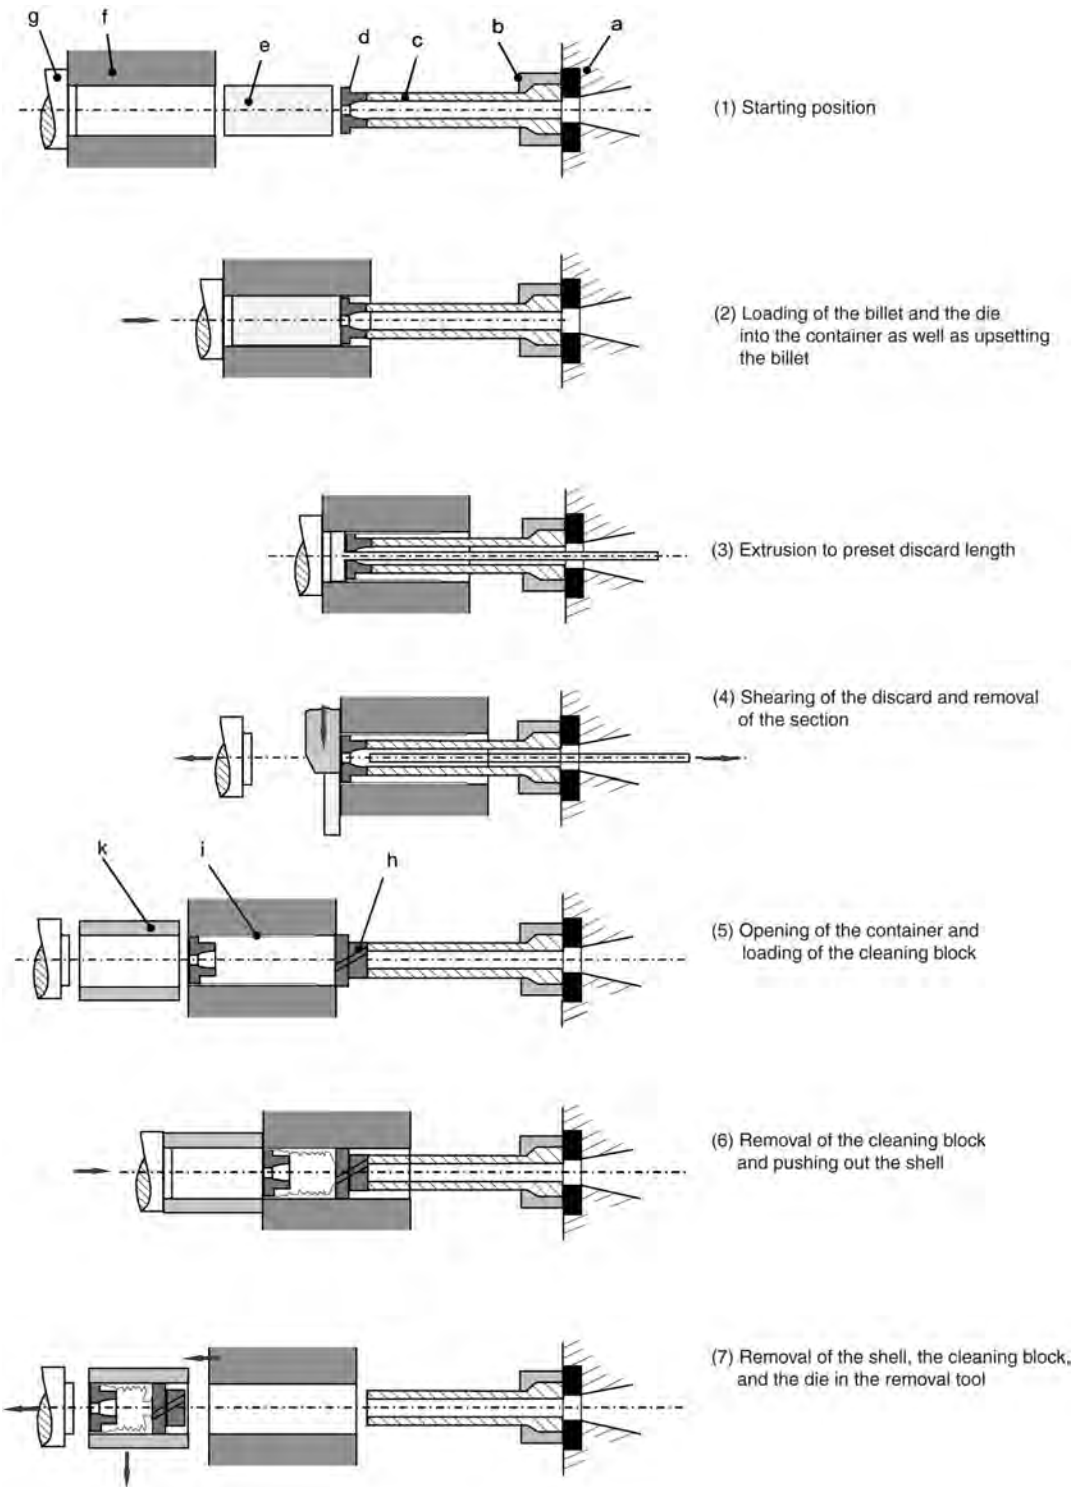 g
f
e
d
c
b
a
(1) Starting position
(2) Loading of the billet and the die
into the container as well as upsetting
the billet
(3) Extrusion to preset discard length
(4) Shearing of the discard and removal
of the section
k
i
h
(5) Opening of the container and
loading of the cleaning block
(6) Removal of the cleaning block
and pushing out the shell
(7) Removal of the shell, the cleaning block,
and the die in the removal tool